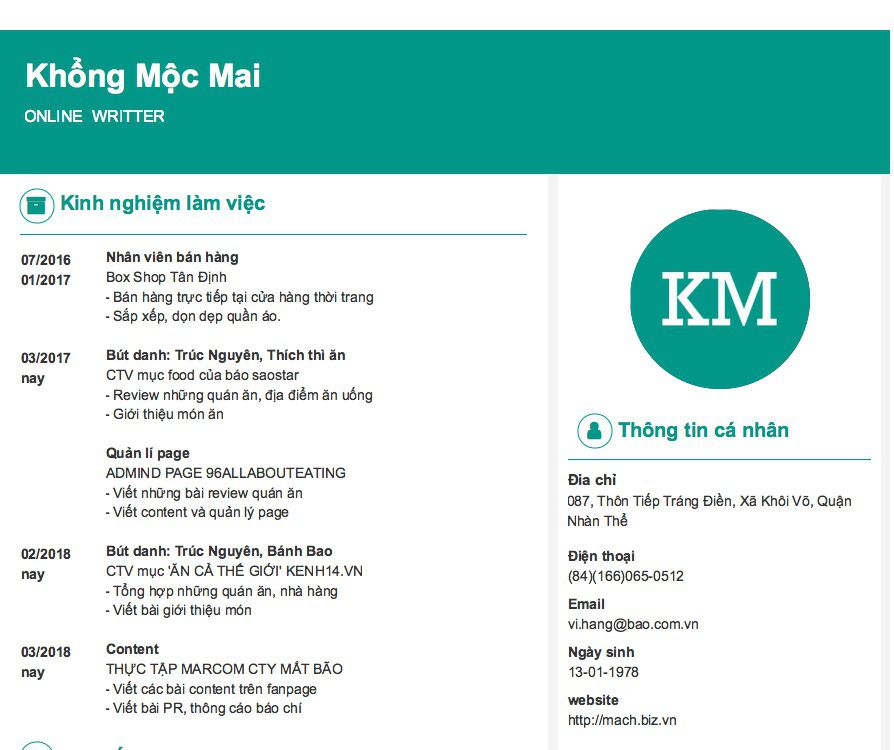 Khổng Mộc Mai
ONLINE WRITTER
Kinh nghiệm làm việc
07/2016
01/2017
Nhân viên bán hàng
Box Shop Tân Định
- Bán hàng trực tiếp tại cửa hàng thời trang
- Sắp xếp, dọn dẹp quần áo.
03/2017
nay
Bút danh: Trúc Nguyên, Thích thì ăn
CTV mục food của báo saostar
- Review những quán ăn, địa điểm ăn uống
- Giới thiệu món ăn
Quản lí page
ADMIND PAGE 96ALLABOUTEATING
- Viết những bài review quán ăn
- Viết content và quản lý page
02/2018
nay
Bút danh: Trúc Nguyên, Bánh Bao
CTV mục 'ĂN CẢ THẾ GIỚI' KENH14.VN
- Tổng hợp những quán ăn, nhà hàng
- Viết bài giới thiệu món
03/2018
nay
Content
THỰC TẬP MARCOM CTY MẮT BÃO
- Viết các bài content trên fanpage
- Viết bài PR, thông cáo báo chí
KM
Thông tin cá nhân
Đia chỉ
087, Thôn Tiếp Tráng Điền, Xã Khôi Võ, Quận
Nhàn Thể
Điện thoại
(84)(166)065-0512
Email
vi.hang@bao.com.vn
Ngày sinh
13-01-1978
website
http://mach.biz.vn